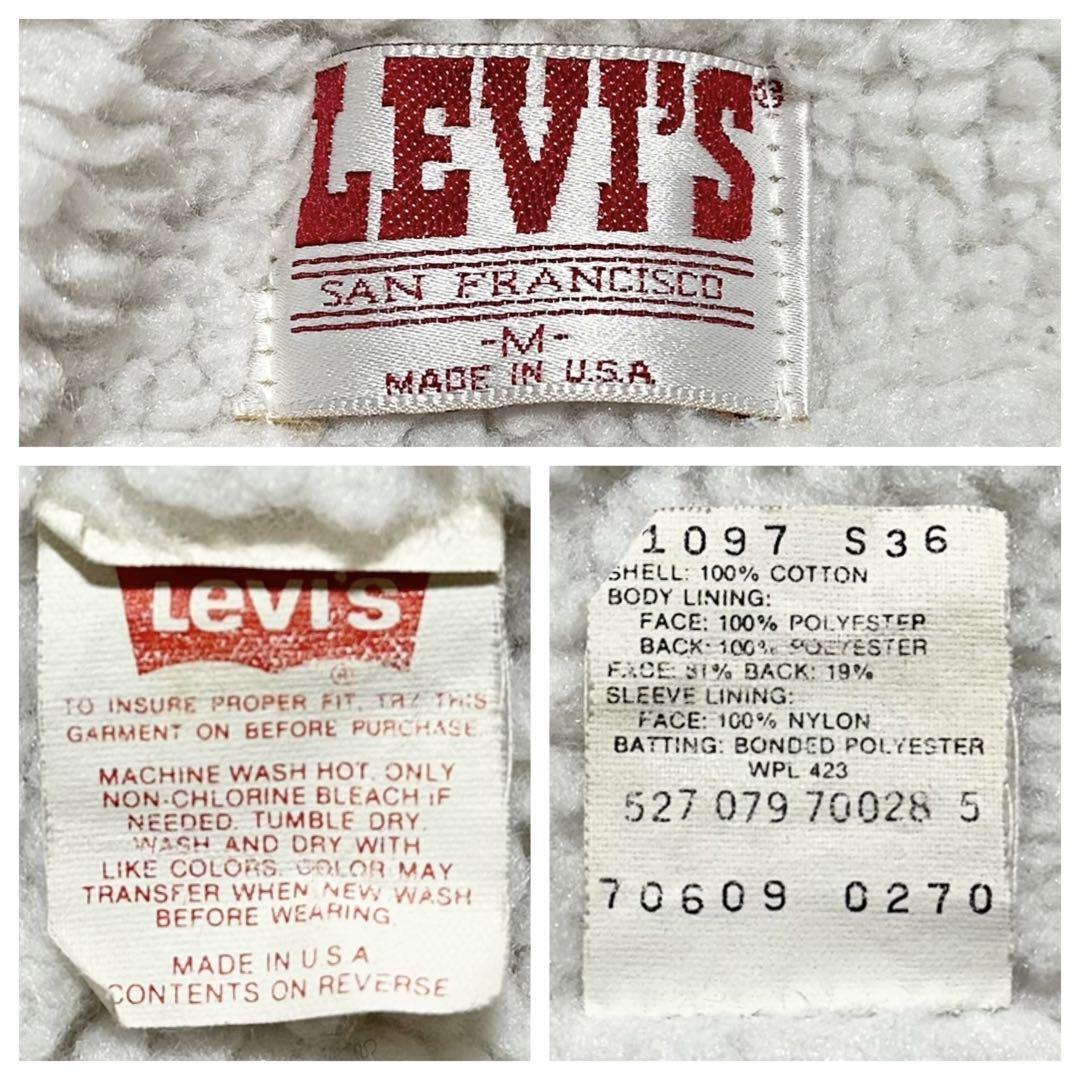 LEVI'S®
SAN FRANCISCO
-M-
MADE IN U.S.A.
Levi's
®
TO INSURE PROPER FIT, TRY THIS
GARMENT ON BEFORE PURCHASE
MACHINE WASH HOT. ONLY
NON-CHLORINE BLEACH IF
NEEDED. TUMBLE DRY.
WASH AND DRY WITH
LIKE COLORS. COLOR MAY
TRANSFER WHEN NEW WASH
BEFORE WEARING.
MADE IN U.S.A.
CONTENTS ON REVERSE
1097 S36
SHELL: 100% COTTON
BODY LINING:
FACE: 100% POLYESTER
BACK: 100% POLYESTER
FACE: 81% BACK: 19%
SLEEVE LINING:
FACE: 100% NYLON
BATTING: BONDED POLYESTER
WPL 423
527 079 70028 5
70609 0270